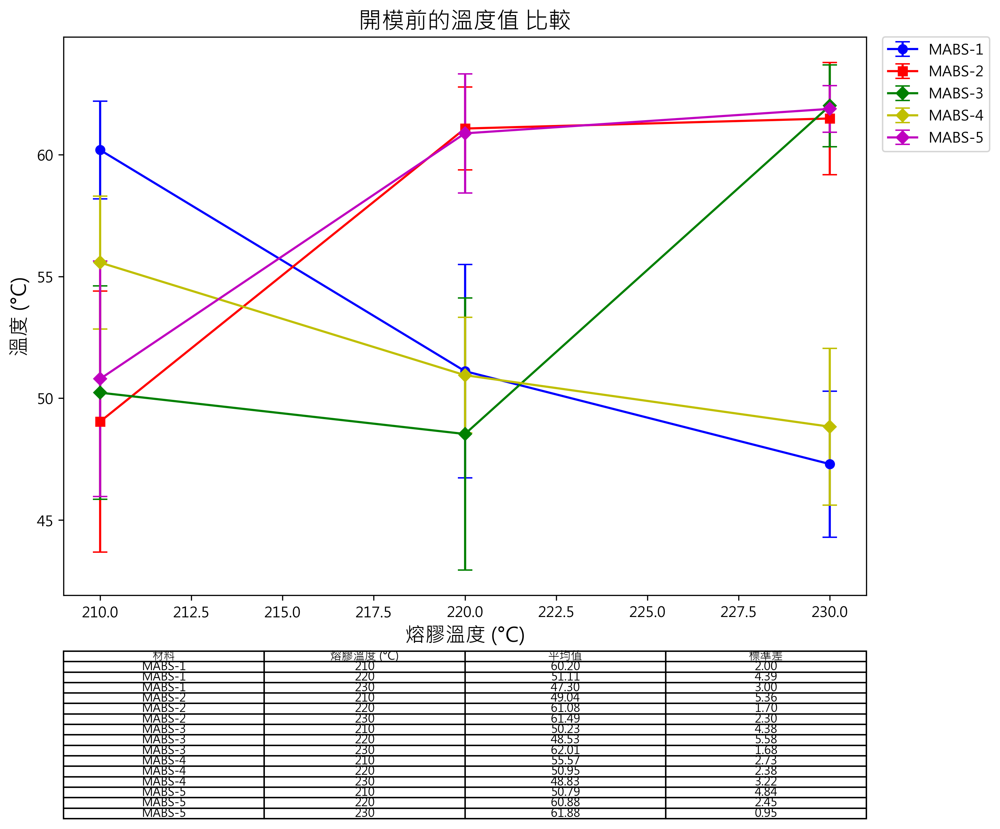 開模前的溫度值 比較
MABS-1
MABS-2
MABS-3
MABS-4
MABS-5
60
55
50
45
溫度 (°C)
210.0 212.5 215.0 217.5 220.0 222.5 225.0 227.5 230.0
熔膠溫度 (°C)
材料 熔膠溫度 (°C) 平均值 標準差
MABS-1 210 60.20 2.00
MABS-1 220 51.11 4.39
MABS-1 230 47.30 3.00
MABS-2 210 49.04 5.36
MABS-2 220 61.08 1.70
MABS-2 230 61.49 2.30
MABS-3 210 50.23 4.38
MABS-3 220 48.53 5.58
MABS-3 230 62.01 1.68
MABS-4 210 55.57 2.73
MABS-4 220 50.95 2.38
MABS-4 230 48.83 3.22
MABS-5 210 50.79 4.84
MABS-5 220 60.88 2.45
MABS-5 230 61.88 0.95